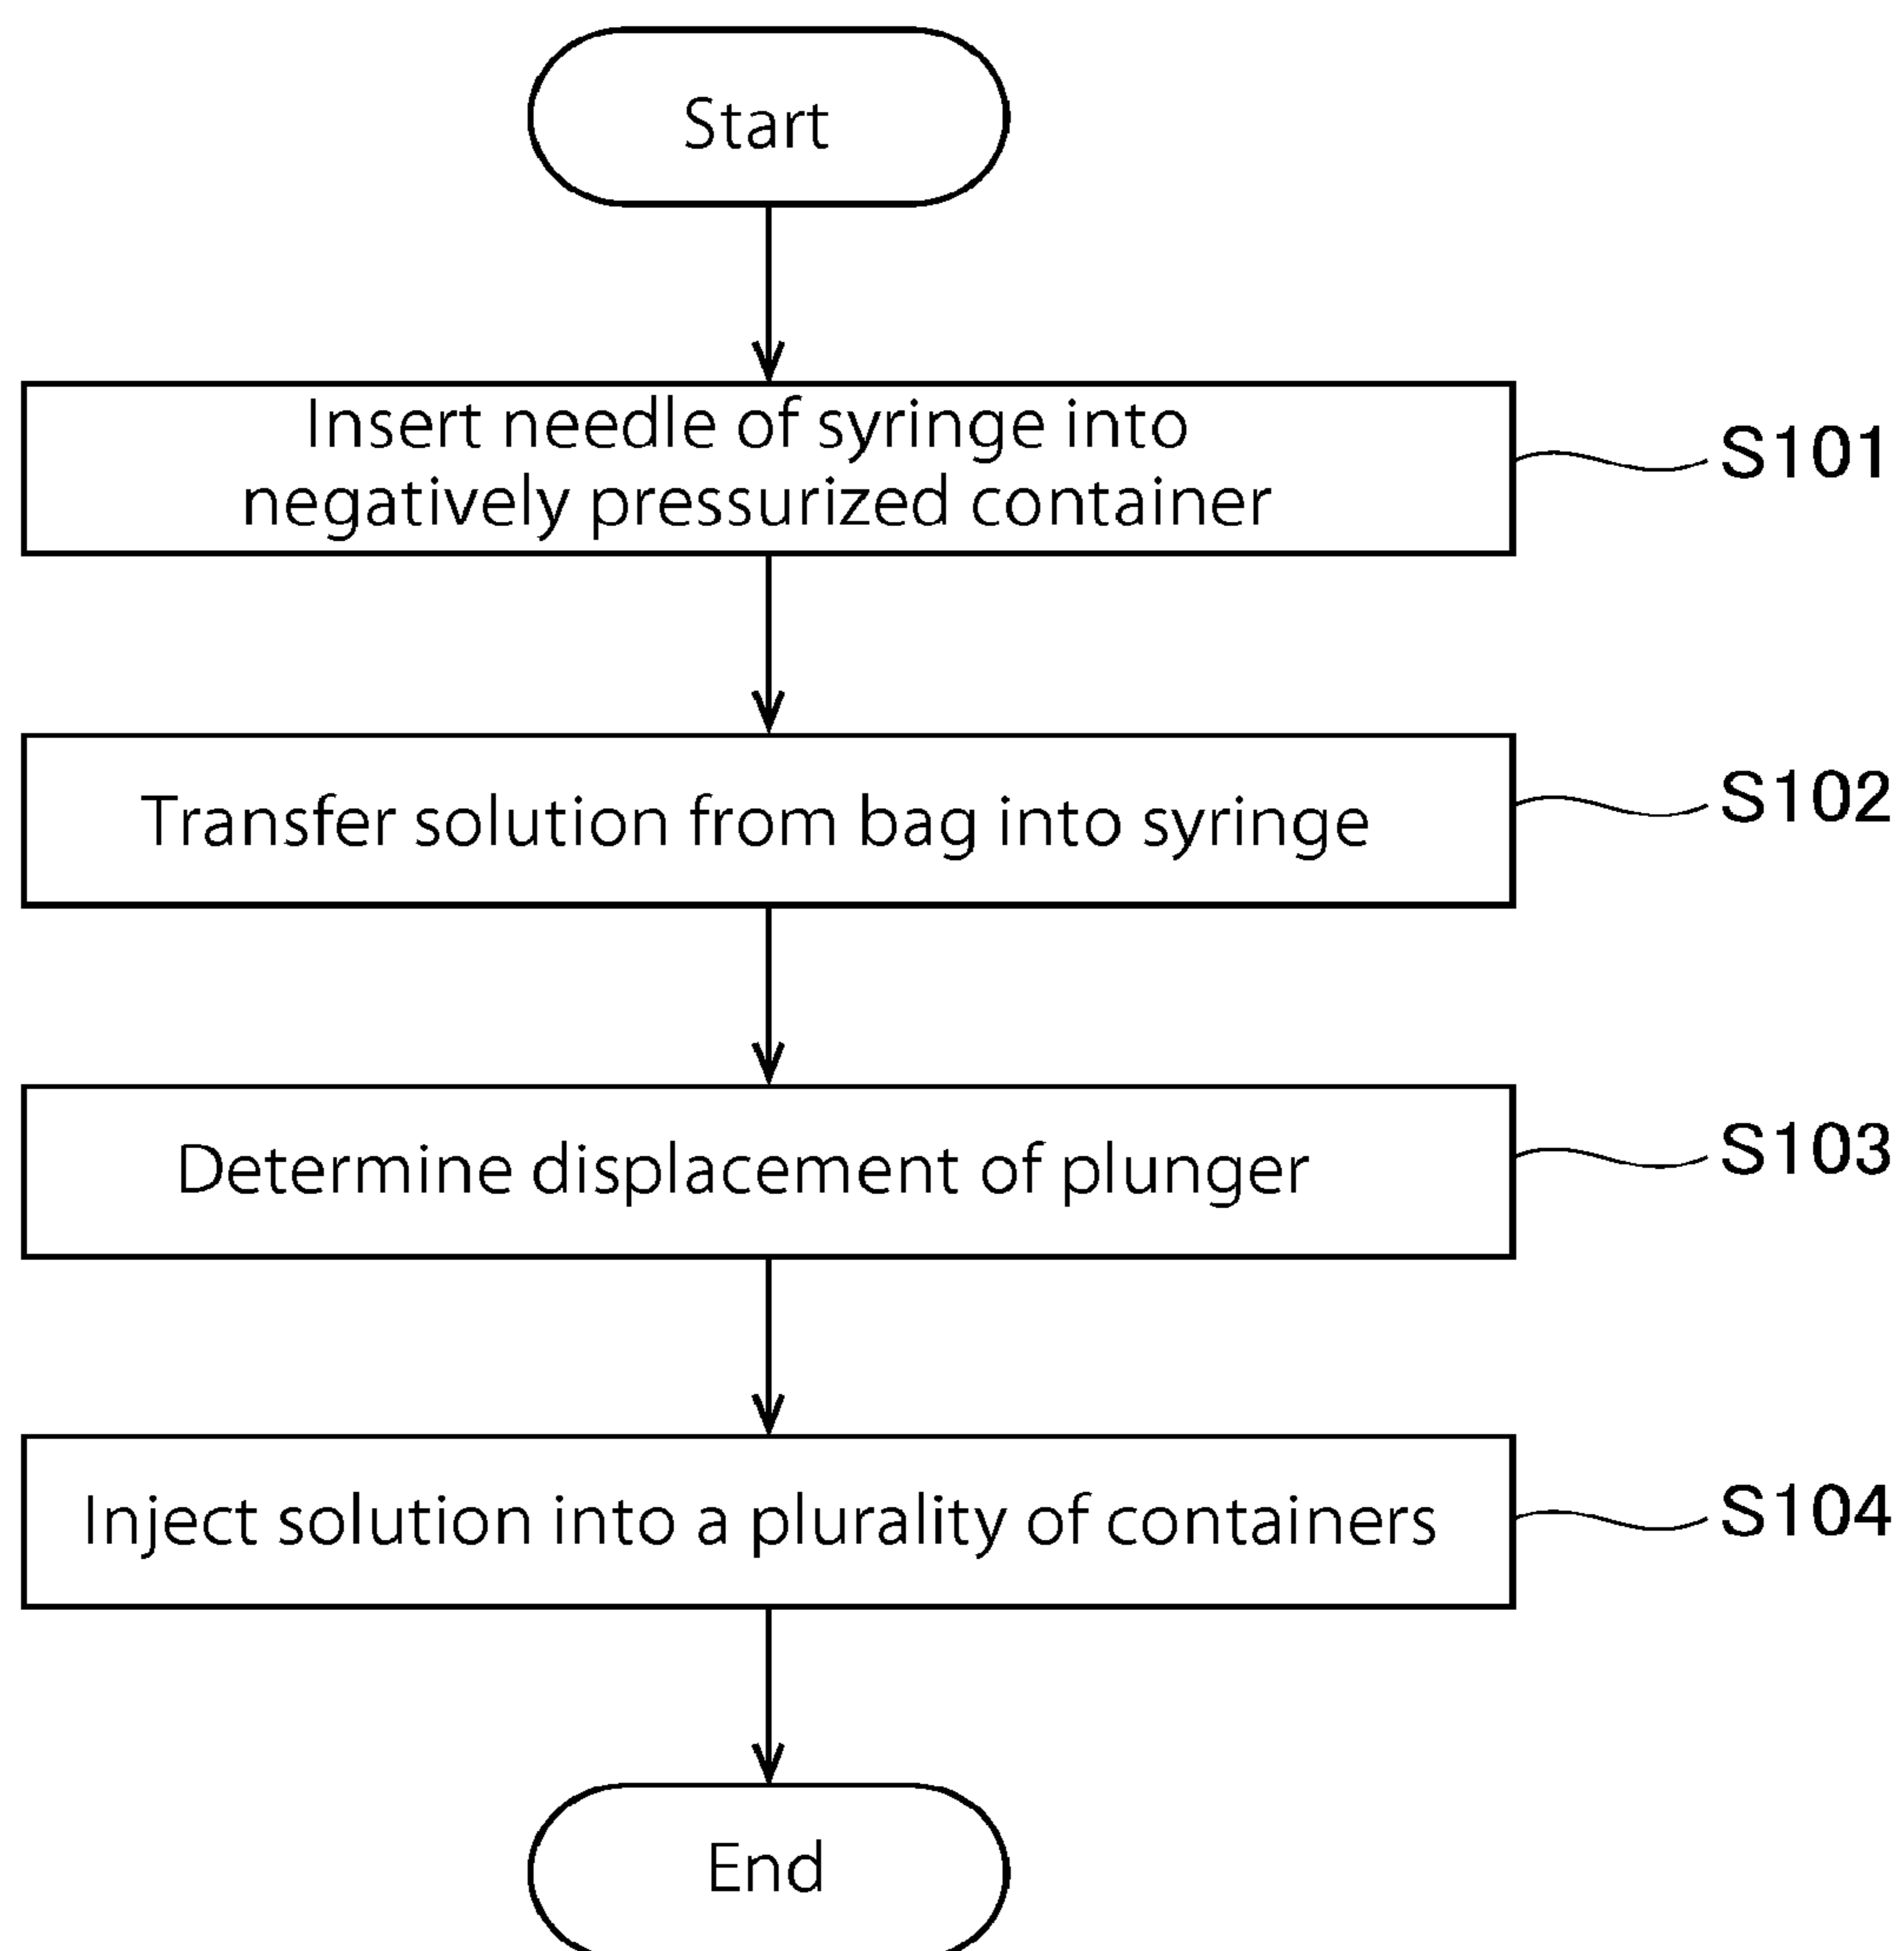 Start
Insert needle of syringe into
negatively pressurized container
S101
Transfer solution from bag into syringe
S102
Determine displacement of plunger
S103
Inject solution into a plurality of containers
S104
End